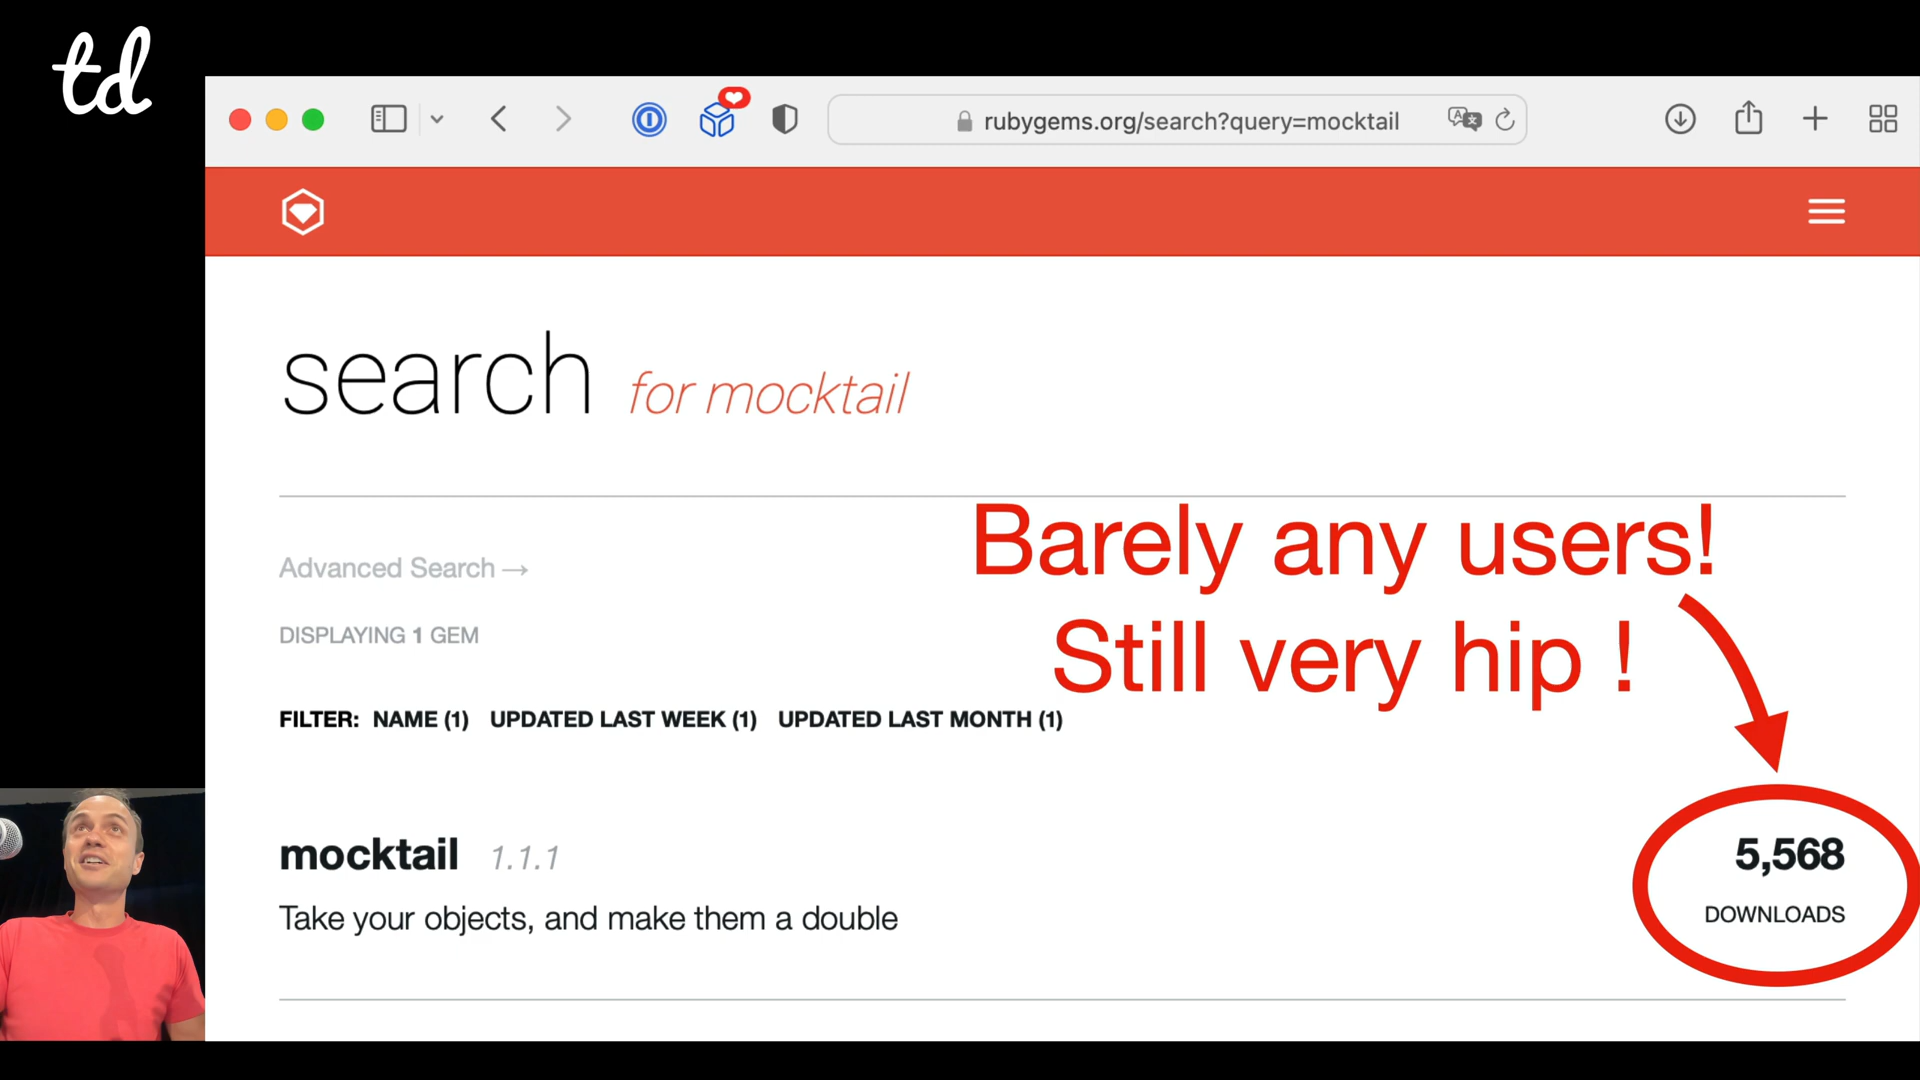 td
rubygems.org/search?query=mocktail
search for mocktail
Barely any users!
Still very hip !
Advanced Search →
DISPLAYING 1 GEM
FILTER: NAME (1) UPDATED LAST WEEK (1) UPDATED LAST MONTH (1)
mocktail 1.1.1
5,568
Take your objects, and make them a double
DOWNLOADS